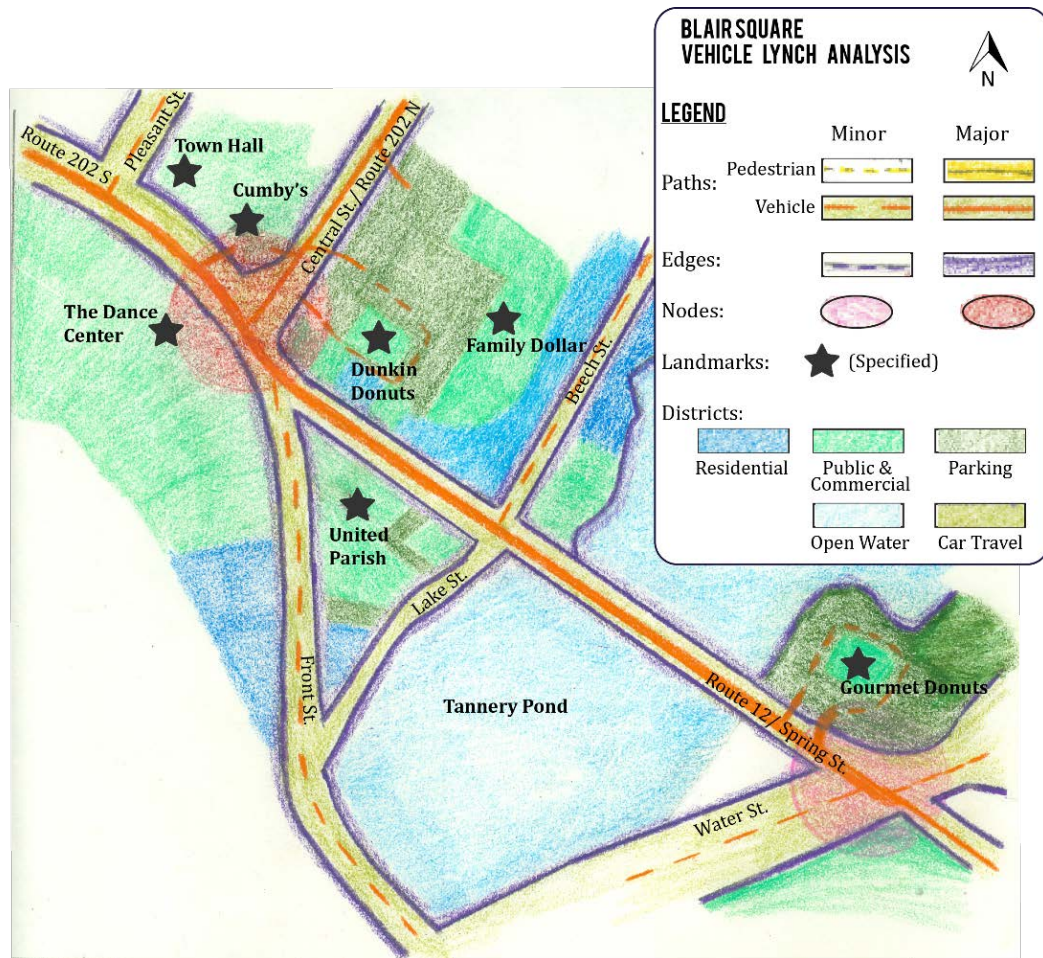 BLAIR SQUARE
VEHICLE LYNCH ANALYSIS
N
LEGEND
Minor
Major
Paths:
Pedestrian
Vehicle
Edges:
Nodes:
Landmarks:
(Specified)
Districts:
Residential
Public &
Commercial
Parking
Open Water
Car Travel
Route 202 S
Pleasant St.
Town Hall
Cumby's
Central St./ Route 202 N
The Dance
Center
Dunkin
Donuts
Family Dollar
Beech St.
United
Parish
Lake St.
Front St.
Tannery Pond
Gourmet Donuts
Route 12/ Spring St.
Water St.